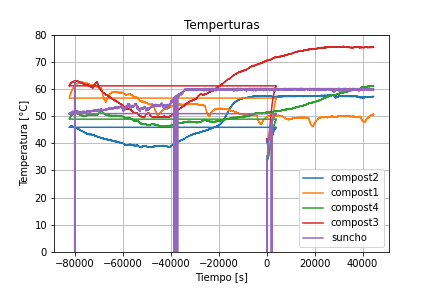 Temperturas
80
70
60
50
40
30
20
10
0
Temperatura [°C]
−80000 −60000 −40000 −20000 0 20000 40000
Tiempo [s]
compost2
compost1
compost4
compost3
suncho